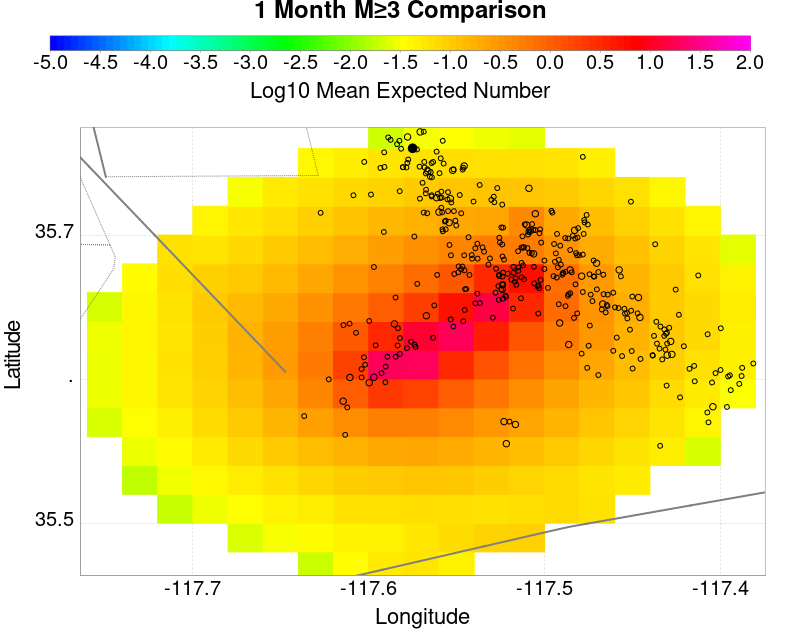 1 Month M≥3 Comparison
-5.0 -4.5 -4.0 -3.5 -3.0 -2.5 -2.0 -1.5 -1.0 -0.5 0.0 0.5 1.0 1.5 2.0
Log10 Mean Expected Number
35.7
Latitude
.
35.5
-117.7 -117.6 -117.5 -117.4
Longitude